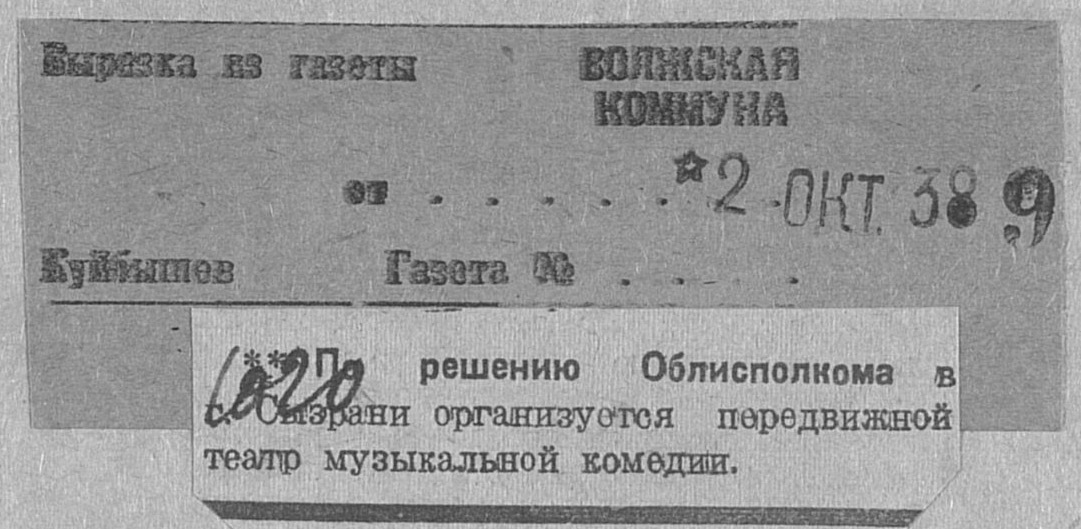 Вырезка из газеты
ВОЛЖСКАЯ
КОММУНА
от . . . . . *2 ОКТ. 38 9
Куйбышев Газета № . . . .
** По решению Облисполкома в
г. Сызрани организуется передвижной
театр музыкальной комедии.